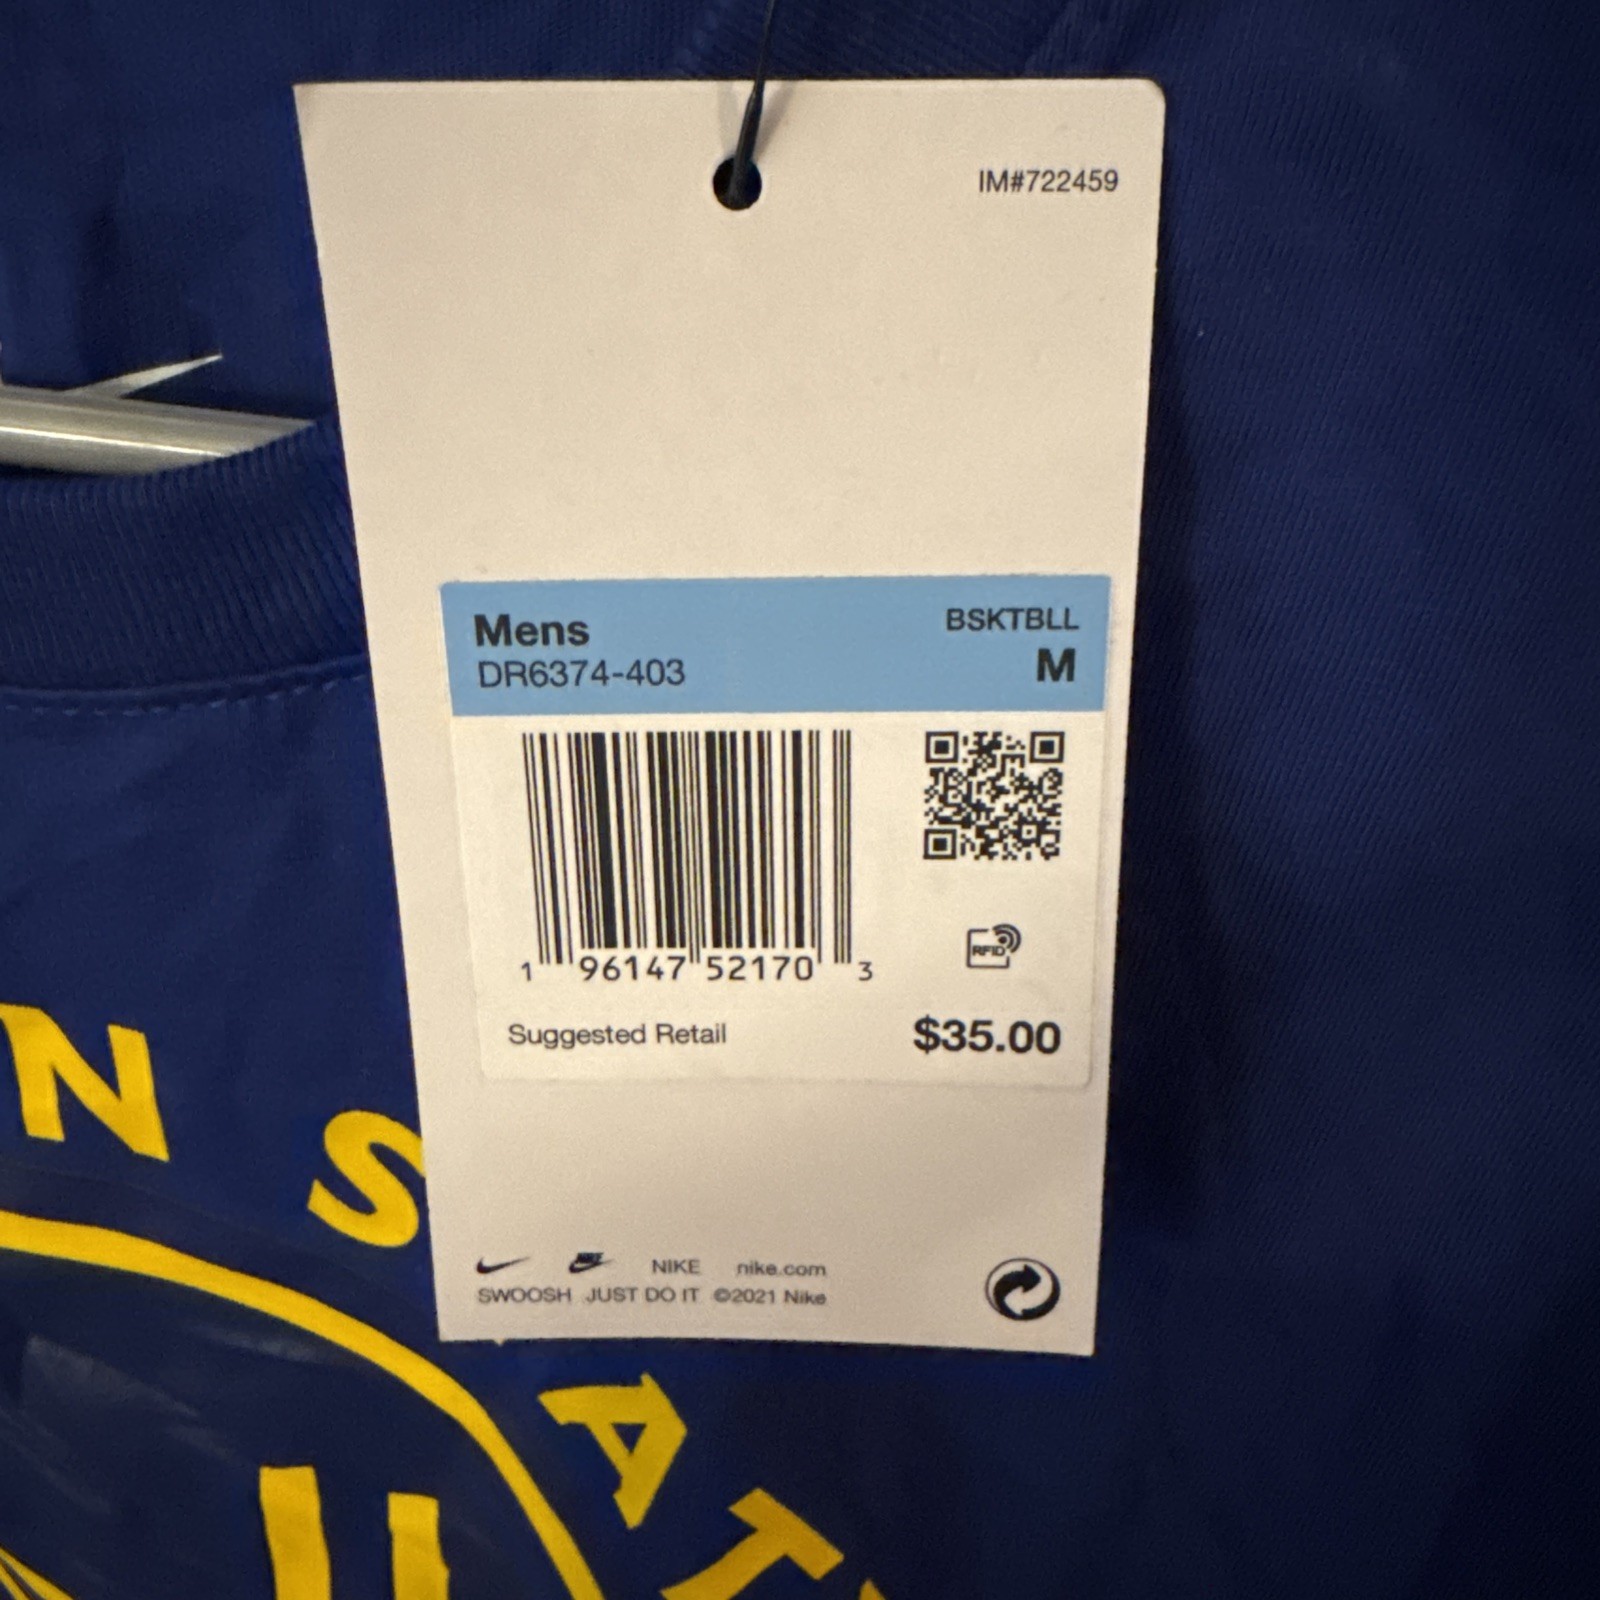 IM#722459
Mens
BSKTBLL
DR6374-403
M
RFID
1 96147 52170 3
Suggested Retail
$35.00
NIKE nike.com
SWOOSH JUST DO IT ©2021 Nike
N
S
A
T